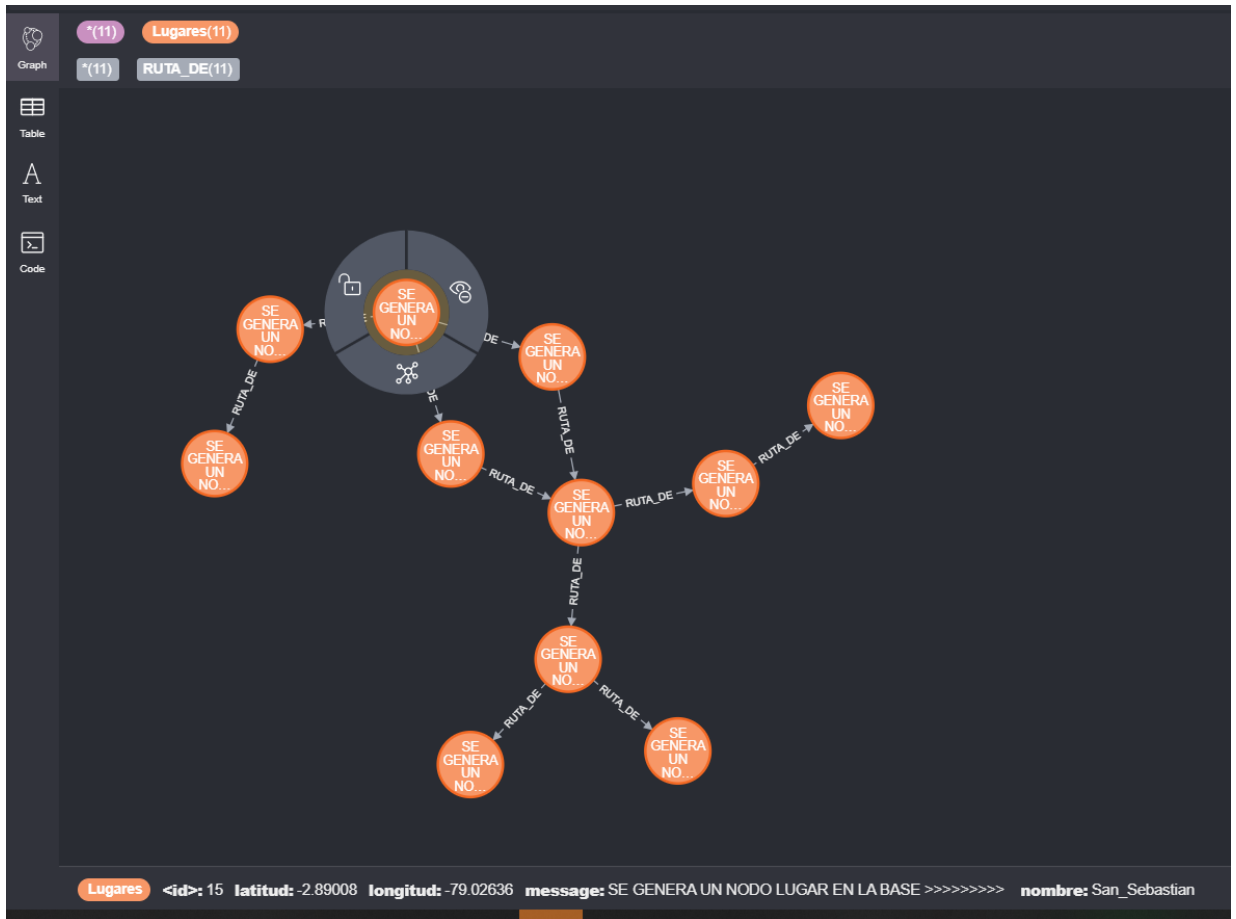 *(11) Lugares(11)
*(11) RUTA_DE(11)
Graph
Table
Text
Code
SE
GENERA
UN
NO...
SE
GENERA
UN
NO...
SE
GENERA
UN
NO...
SE
GENERA
UN
NO...
SE
GENERA
UN
NO...
SE
GENERA
UN
NO...
SE
GENERA
UN
NO...
SE
GENERA
UN
NO...
SE
GENERA
UN
NO...
SE
GENERA
UN
NO...
SE
GENERA
UN
NO...
R
E
DE
DE
RUTA_DE
RUTA_DE
RUTA_DE
RUTA_DE
RUTA_DE
RUTA_DE
RUTA_DE
RUTA_DE
Lugares <id>: 15 latitud: -2.89008 longitud: -79.02636 message: SE GENERA UN NODO LUGAR EN LA BASE >>>>>>>>> nombre: San_Sebastian